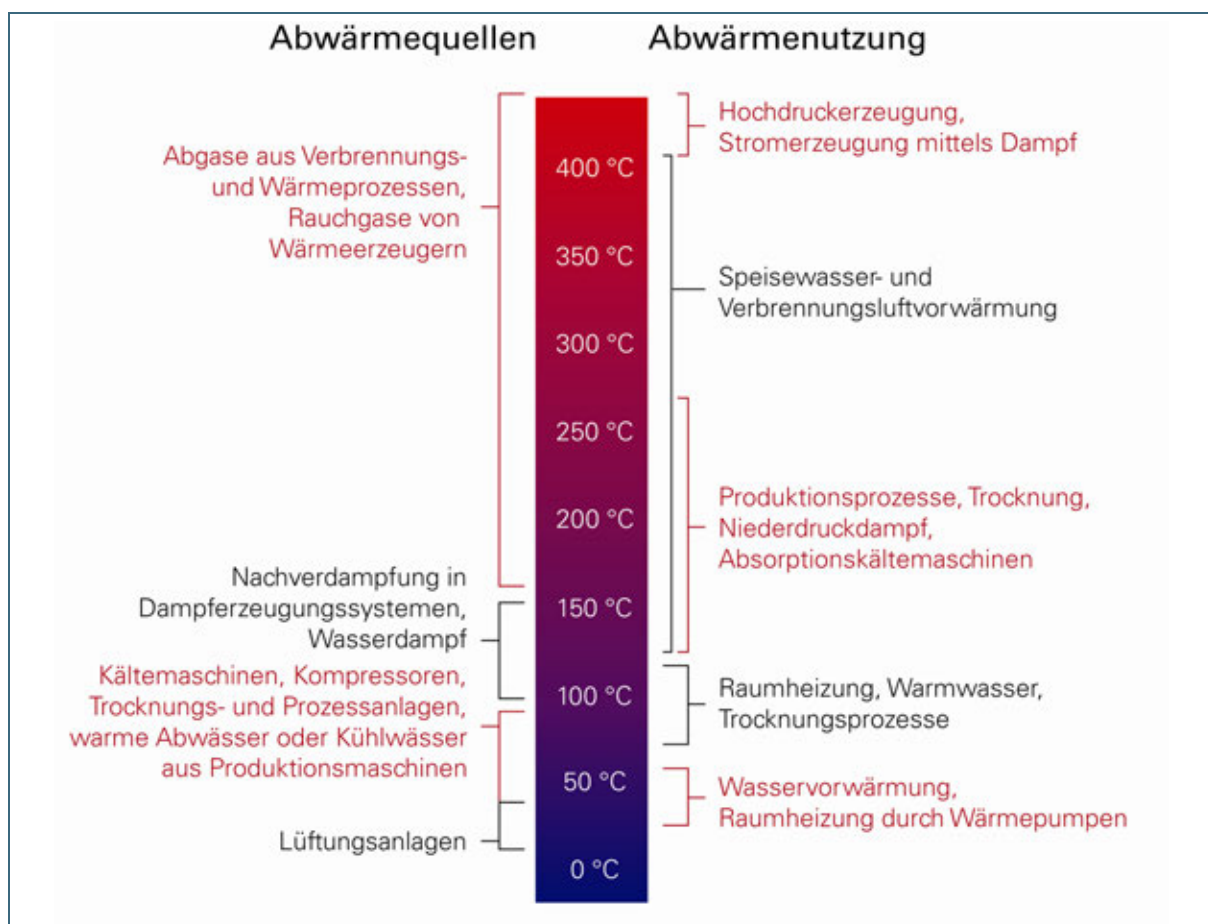 Abwärmequellen
Abwärmenutzung
Abgase aus Verbrennungs-
und Wärmeprozessen,
Rauchgase von
Wärmeerzeugern
Nachverdampfung in
Dampferzeugungssystemen,
Wasserdampf
Kältemaschinen, Kompressoren,
Trocknungs- und Prozessanlagen,
warme Abwässer oder Kühlwässer
aus Produktionsmaschinen
Lüftungsanlagen
400 °C
350 °C
300 °C
250 °C
200 °C
150 °C
100 °C
50 °C
0 °C
Hochdruckerzeugung,
Stromerzeugung mittels Dampf
Speisewasser- und
Verbrennungsluftvorwärmung
Produktionsprozesse, Trocknung,
Niederdruckdampf,
Absorptionskältemaschinen
Raumheizung, Warmwasser,
Trocknungsprozesse
Wasservorwärmung,
Raumheizung durch Wärmepumpen